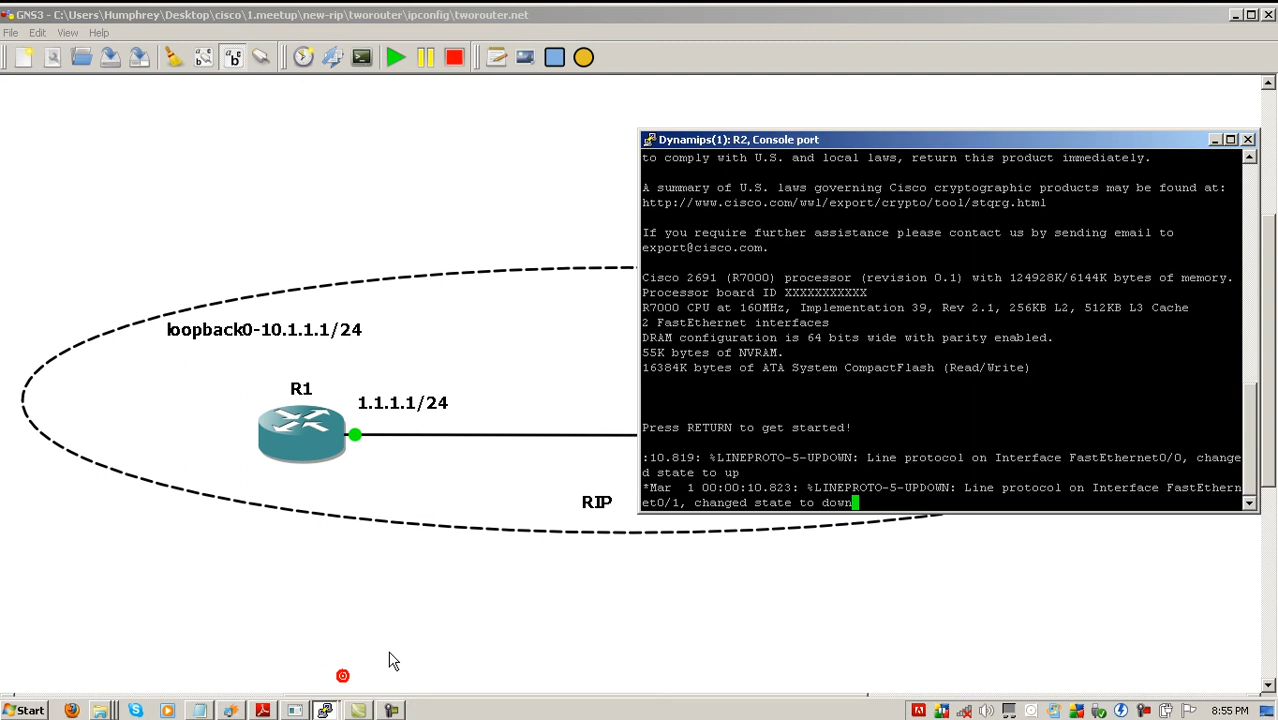 GNS3 - C:\Users\Humphrey\Desktop\cisco\1.meetup\new-rip\tworouter\ipconfig\tworouter.net
File Edit View Help
Dynamips(1): R2, Console port
to comply with U.S. and local laws, return this product immediately.
A summary of U.S. laws governing Cisco cryptographic products may be found at:
http://www.cisco.com/wwl/export/crypto/tool/stqrg.html
If you require further assistance please contact us by sending email to
export@cisco.com.
Cisco 2691 (R7000) processor (revision 0.1) with 124928K/6144K bytes of memory.
Processor board ID XXXXXXXXXXX
R7000 CPU at 160MHz, Implementation 39, Rev 2.1, 256KB L2, 512KB L3 Cache
2 FastEthernet interfaces
DRAM configuration is 64 bits wide with parity enabled.
55K bytes of NVRAM.
16384K bytes of ATA System CompactFlash (Read/Write)
Press RETURN to get started!
:10.819: %LINEPROTO-5-UPDOWN: Line protocol on Interface FastEthernet0/0, change
d state to up
*Mar  1 00:00:10.823: %LINEPROTO-5-UPDOWN: Line protocol on Interface FastEthern
et0/1, changed state to down
loopback0-10.1.1.1/24
R1
1.1.1.1/24
RIP
Start
8:55 PM